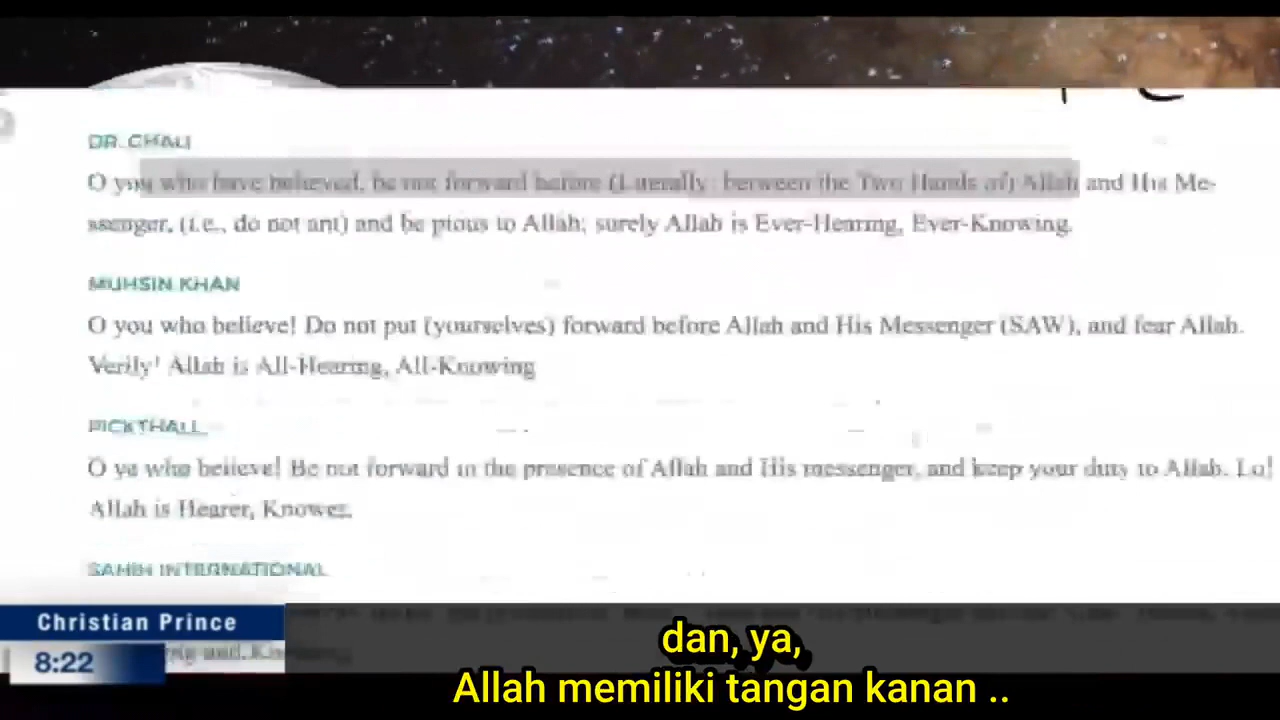 DR. GHALI
O you who have believed, be not forward before (Literally: between the Two Hands of) Allah and His Me-
ssenger, (i.e., do not ant) and be pious to Allah; surely Allah is Ever-Hearing, Ever-Knowing.
MUHSIN KHAN
O you who believe! Do not put (yourselves) forward before Allah and His Messenger (SAW), and fear Allah.
Verily! Allah is All-Hearing, All-Knowing
PICKTHALL
O ye who believe! Be not forward in the presence of Allah and His messenger, and keep your duty to Allah. Lo!
Allah is Hearer, Knower.
SAHIH INTERNATIONAL
Christian Prince
8:22
dan, ya,
Allah memiliki tangan kanan ..